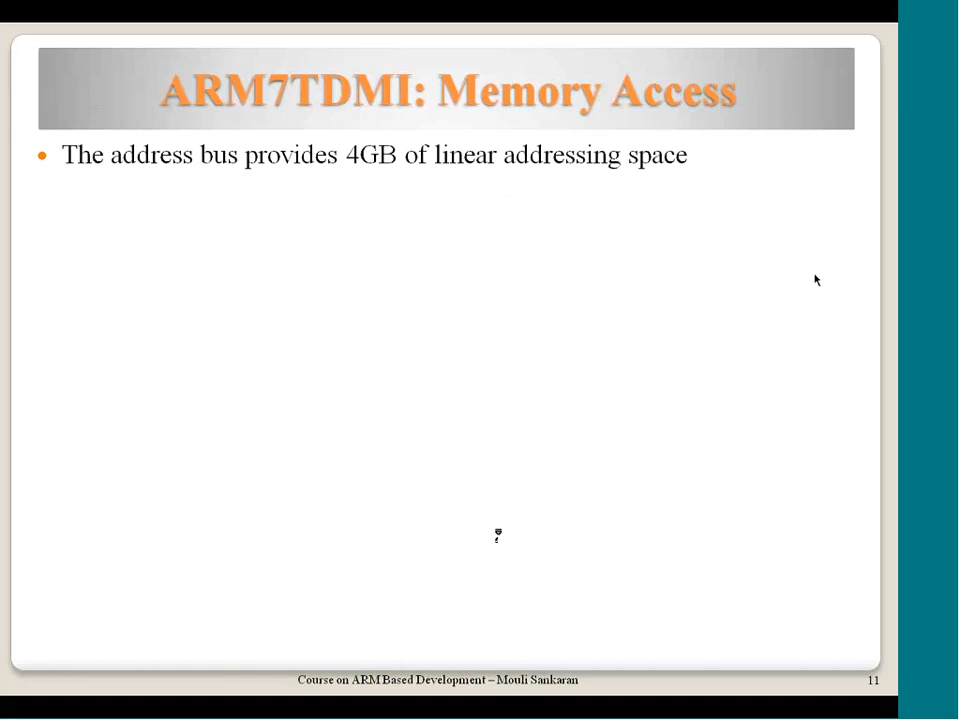 ARM7TDMI: Memory Access
The address bus provides 4GB of linear addressing space
Course on ARM Based Development – Mouli Sankaran
11